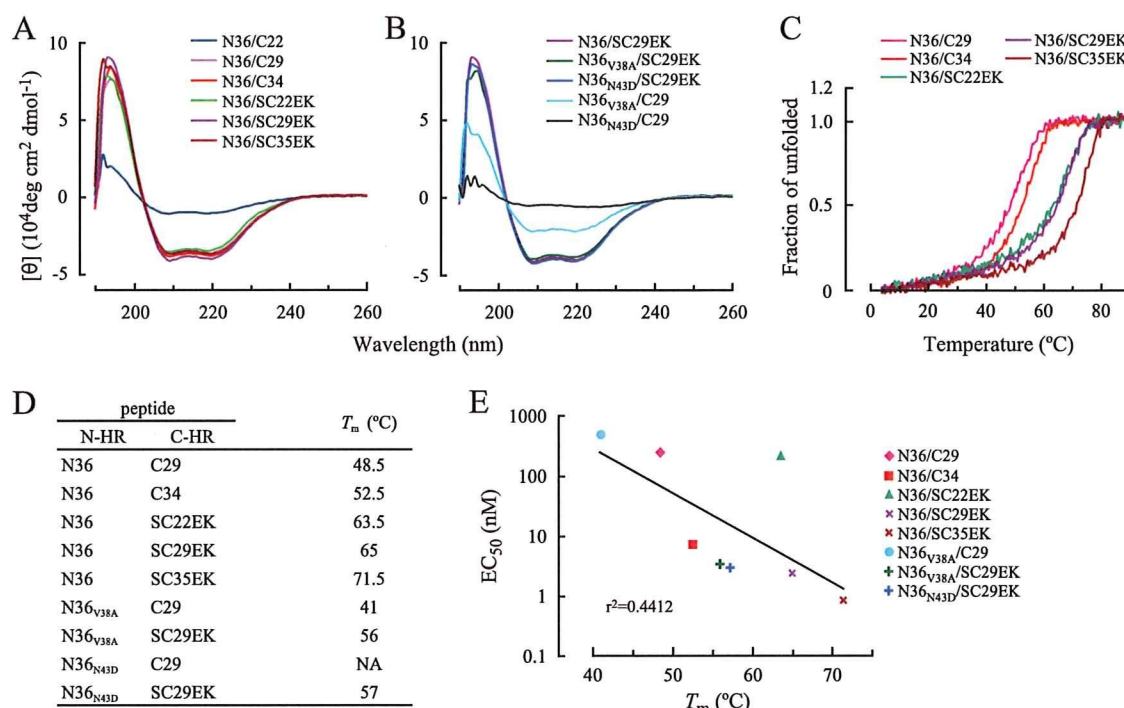 A
[θ] (10⁴deg cm² dmol⁻¹)
10
5
0
-5
200
220
240
260
N36/C22
N36/C29
N36/C34
N36/SC22EK
N36/SC29EK
N36/SC35EK
B
10
5
0
-5
200
220
240
260
N36/SC29EK
N36V38A/SC29EK
N36N43D/SC29EK
N36V38A/C29
N36N43D/C29
Wavelength (nm)
C
N36/C29
N36/C34
N36/SC22EK
N36/SC29EK
N36/SC35EK
Fraction of unfolded
1.0
0.5
0
0
20
40
60
80
Temperature (ºC)
D
peptide
N-HR C-HR Tm (ºC)
N36 C29 48.5
N36 C34 52.5
N36 SC22EK 63.5
N36 SC29EK 65
N36 SC35EK 71.5
N36V38A C29 41
N36V38A SC29EK 56
N36N43D C29 NA
N36N43D SC29EK 57
E
EC50 (nM)
1000
100
10
1
0.1
r²=0.4412
40
50
60
70
Tm (ºC)
N36/C29
N36/C34
N36/SC22EK
N36/SC29EK
N36/SC35EK
N36V38A/C29
N36V38A/SC29EK
N36N43D/SC29EK